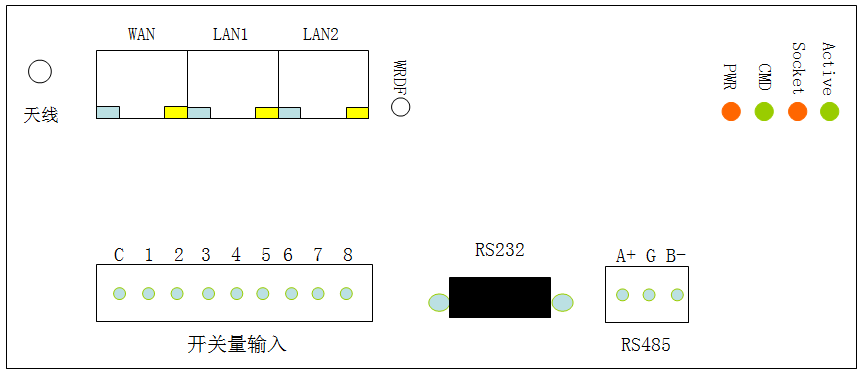 WAN LAN1 LAN2
天线
WRDF
PWR
CMD
Socket
Active
C 1 2 3 4 5 6 7 8
开关量输入
RS232
A+ G B-
RS485